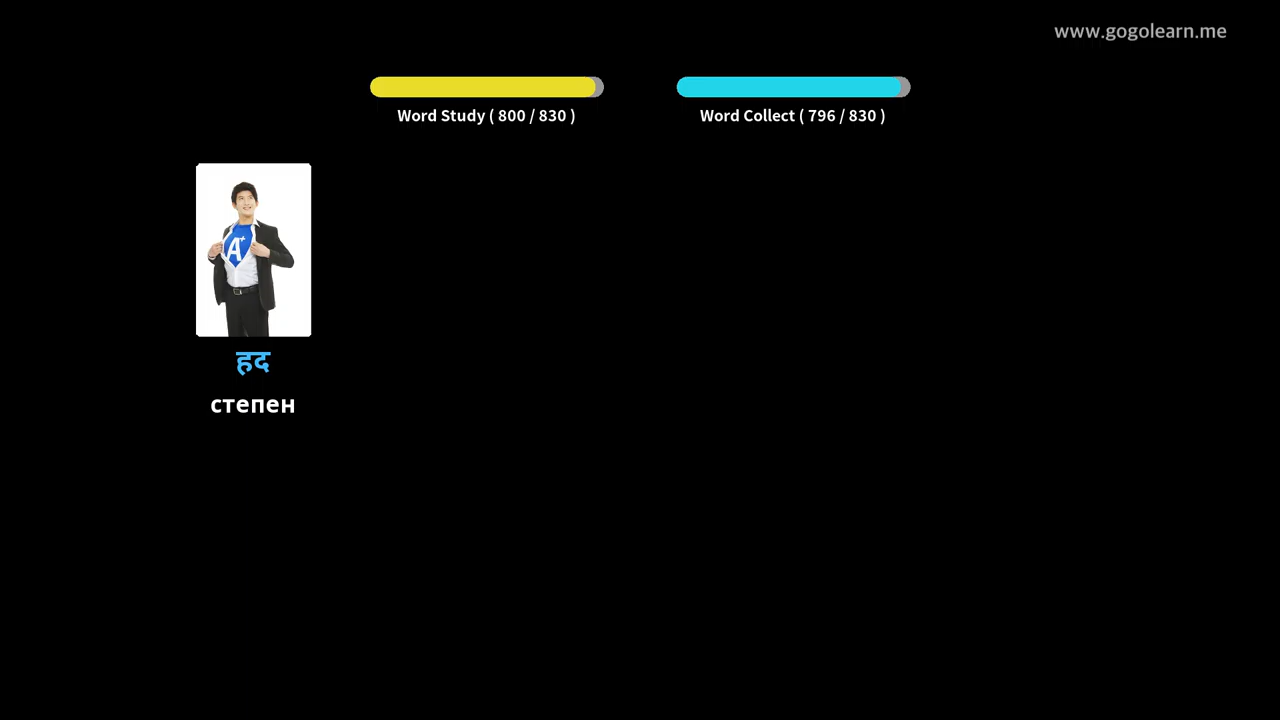 www.gogolearn.me
Word Study ( 800 / 830 )
Word Collect ( 796 / 830 )
A+
हद
степен